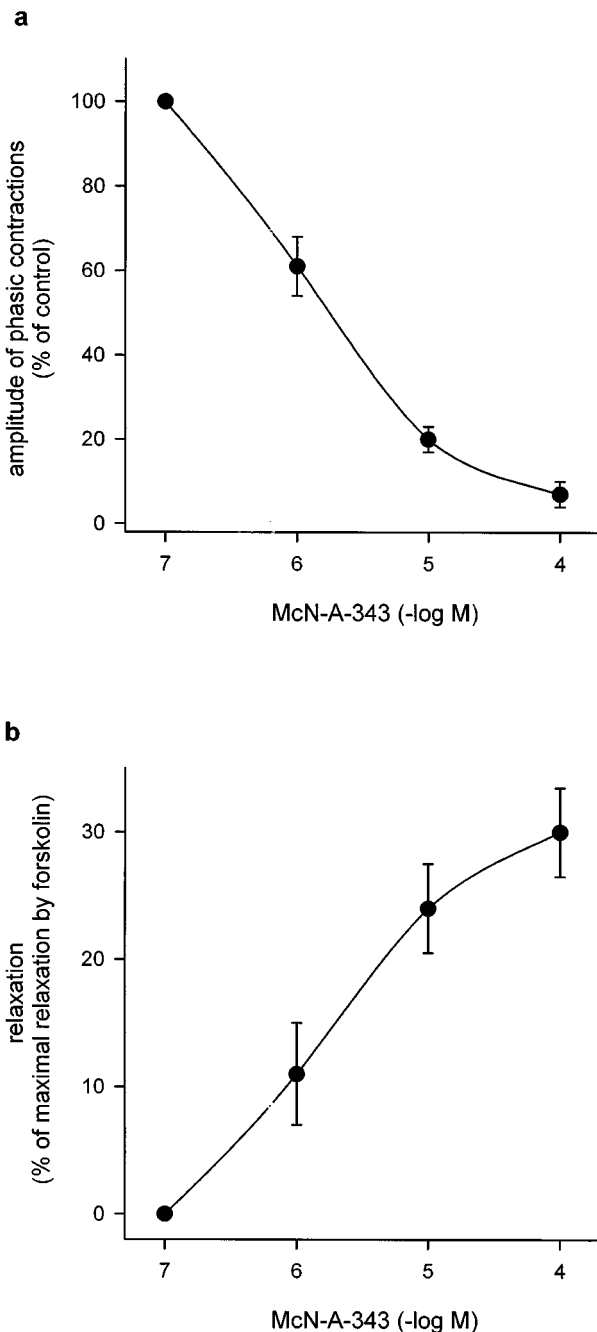 a
amplitude of phasic contractions
(% of control)
100
80
60
40
20
0
7 6 5 4
McN-A-343 (-log M)
b
relaxation
(% of maximal relaxation by forskolin)
30
20
10
0
7 6 5 4
McN-A-343 (-log M)